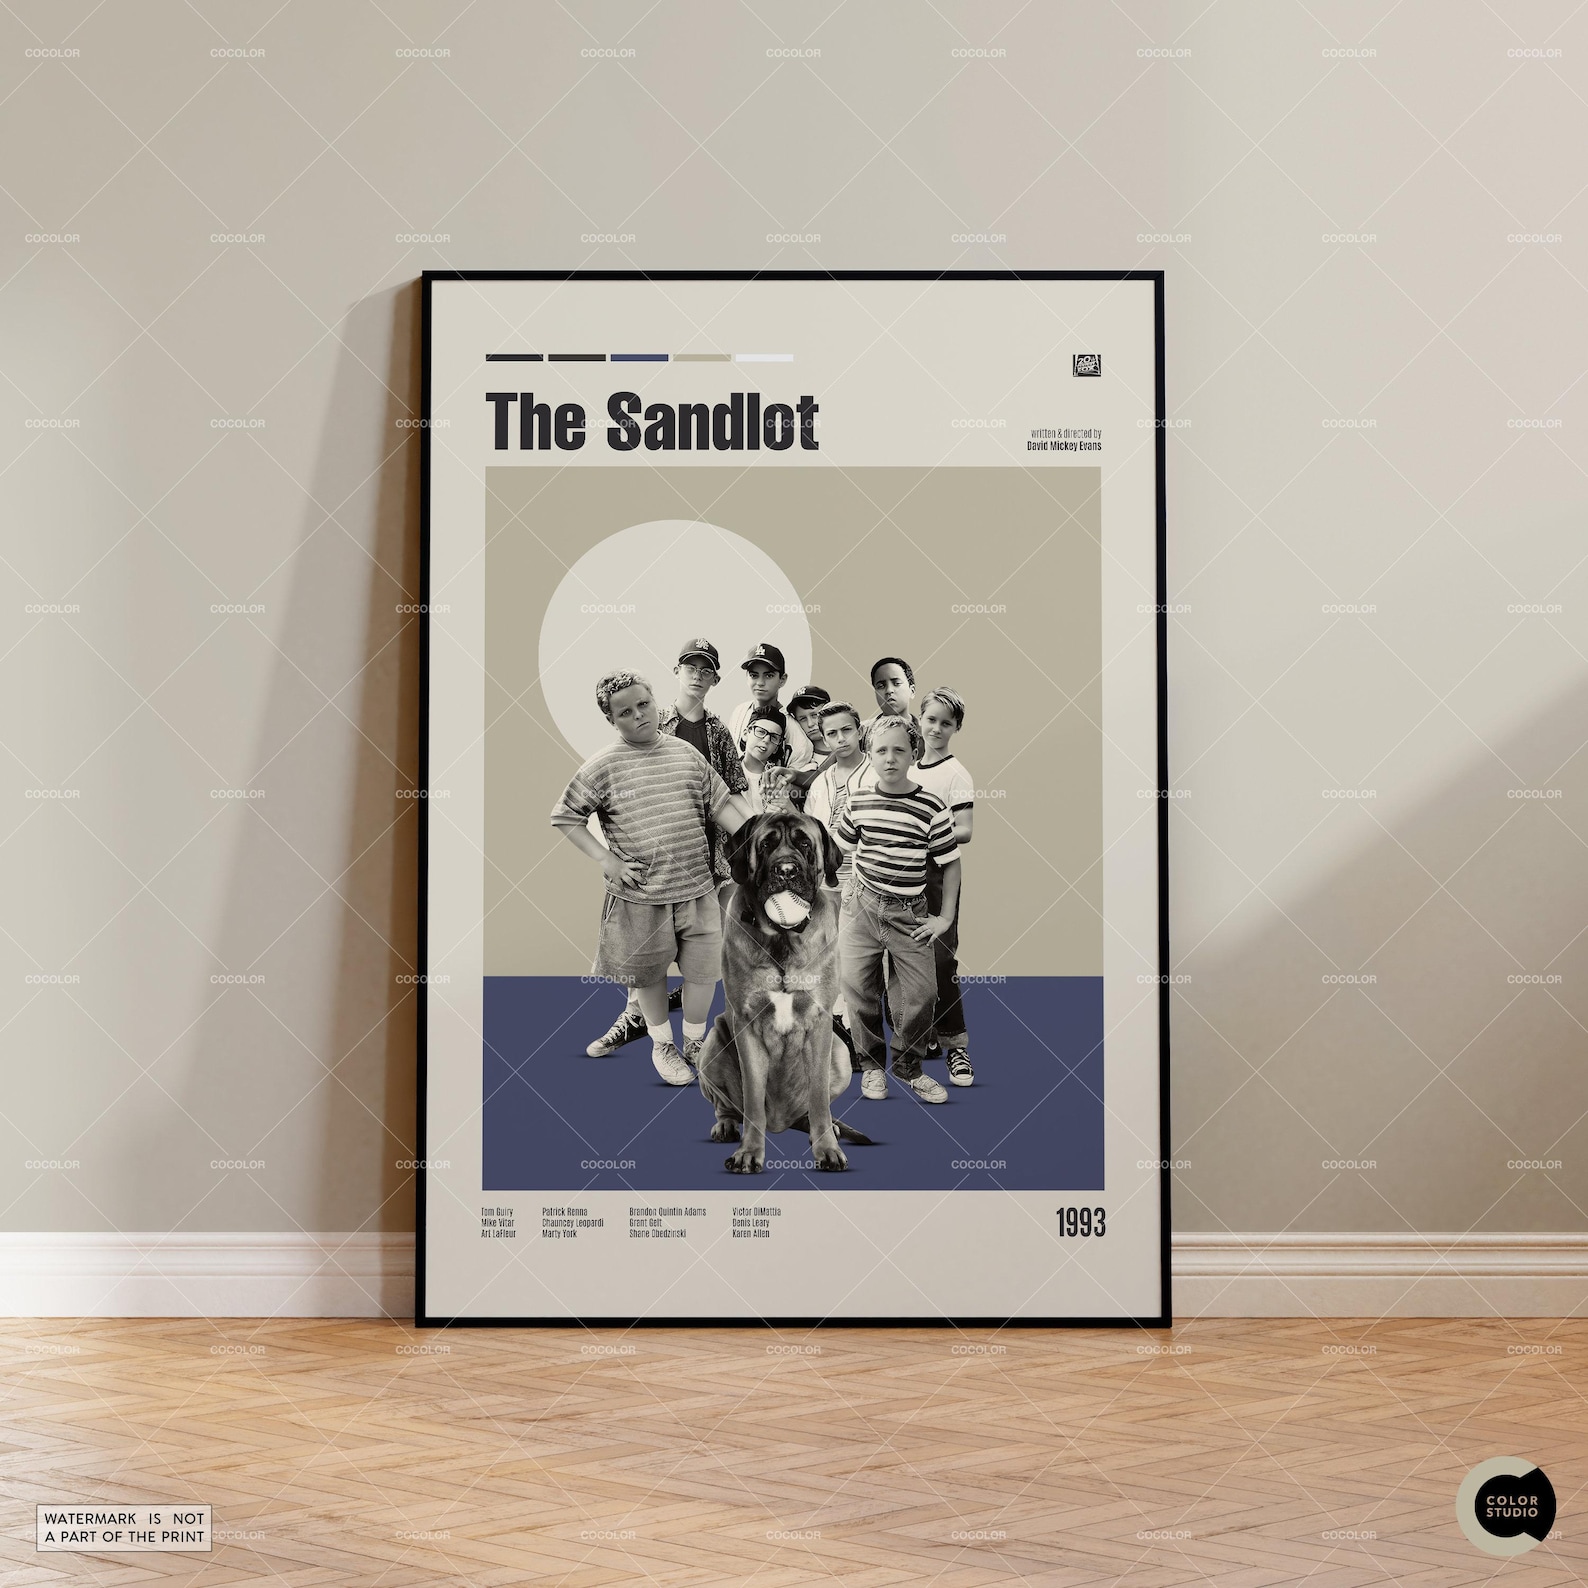 The Sandlot
written & directed by
David Mickey Evans
Tom Guiry
Mike Vitar
Art LaFleur
Patrick Renna
Chauncey Leopardi
Marty York
Brandon Quintin Adams
Grant Gelt
Shane Obedzinski
Victor DiMattia
Denis Leary
Karen Allen
1993
WATERMARK IS NOT
A PART OF THE PRINT
COLOR
STUDIO
COCOLOR